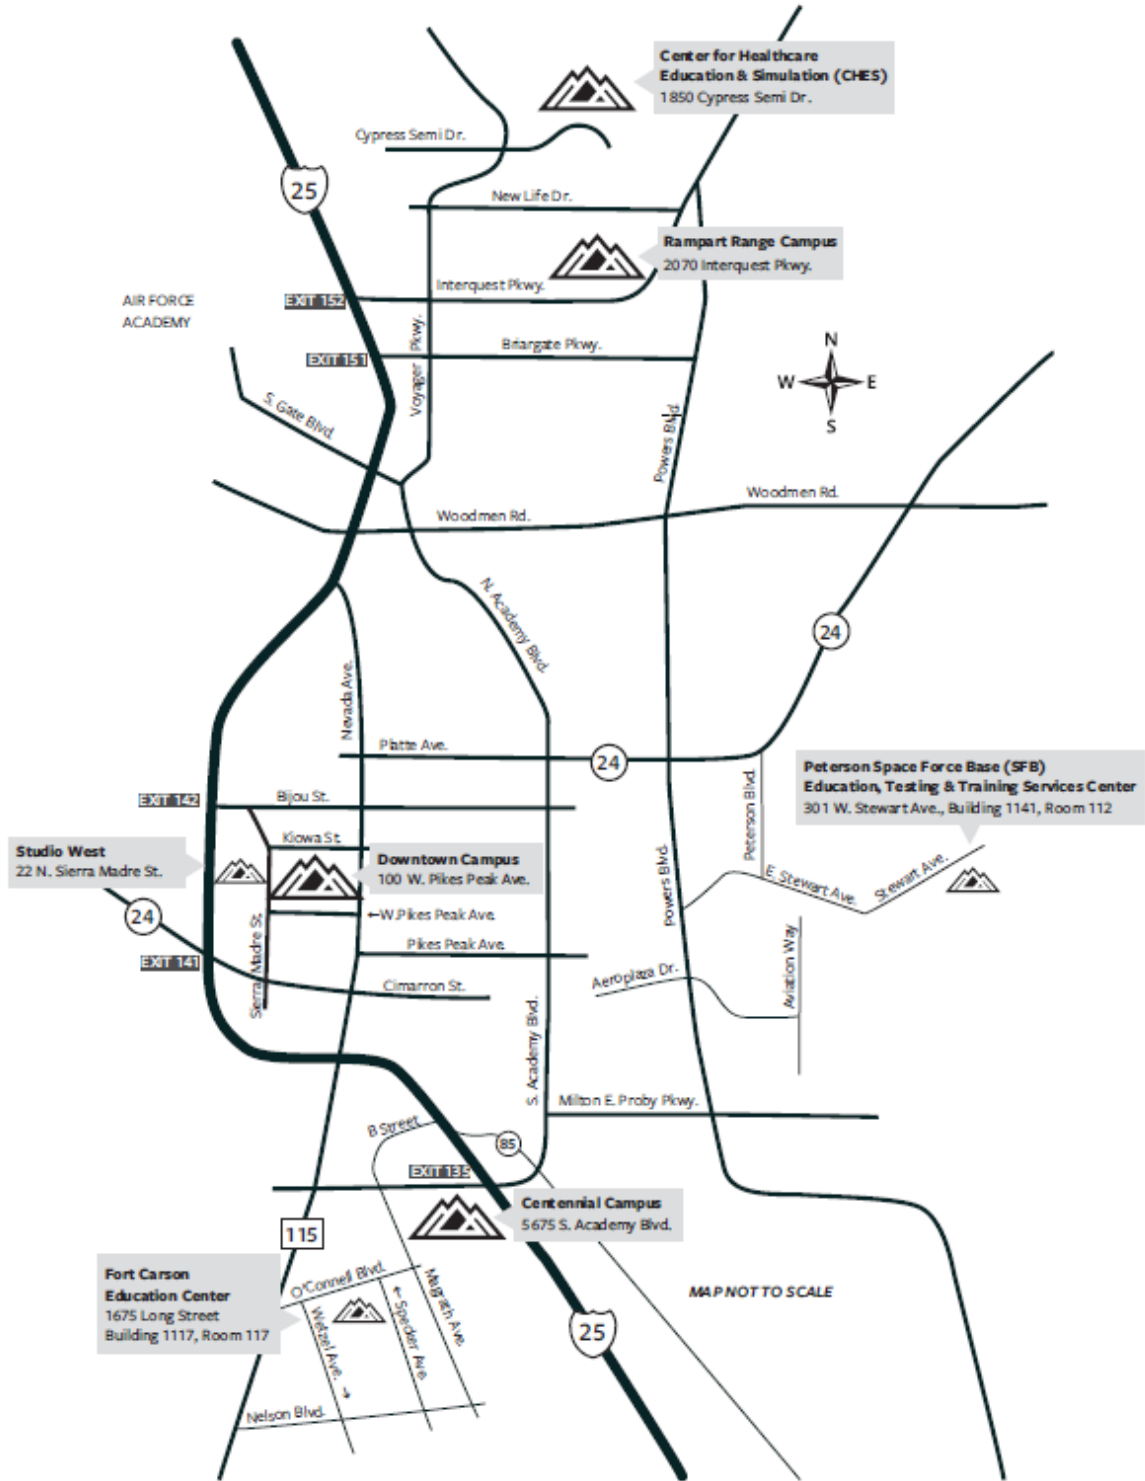 Center for Healthcare
Education & Simulation (CHES)
1850 Cypress Semi Dr.
Cypress Semi Dr.
25
New Life Dr.
Rampart Range Campus
2070 Interquest Pkwy.
Interquest Pkwy.
AIR FORCE
ACADEMY
EXIT 152
Voyager Pkwy.
Briargate Pkwy.
EXIT 151
N
W
E
S
S. Gate Blvd.
Powers Blvd.
Woodmen Rd.
Woodmen Rd.
N. Academy Blvd.
24
Nevada Ave.
Platte Ave.
24
Peterson Space Force Base (SFB)
Education, Testing & Training Services Center
301 W. Stewart Ave., Building 1141, Room 112
Peterson Blvd.
EXIT 142
Bijou St.
Kiowa St.
Studio West
22 N. Sierra Madre St.
Downtown Campus
100 W. Pikes Peak Ave.
E. Stewart Ave.
Stewart Ave.
Powers Blvd.
24
←W.Pikes Peak Ave.
Sierra Madre St.
Pikes Peak Ave.
EXIT 141
Cimarron St.
Aeroplaza Dr.
Aviation Way
S. Academy Blvd.
Milton E. Proby Pkwy.
B Street
85
EXIT 135
Centennial Campus
5675 S. Academy Blvd.
115
Fort Carson
Education Center
1675 Long Street
Building 1117, Room 117
O'Connell Blvd.
Magrath Ave.
← Specker Ave.
Wetzel Ave. →
MAP NOT TO SCALE
25
Nelson Blvd.